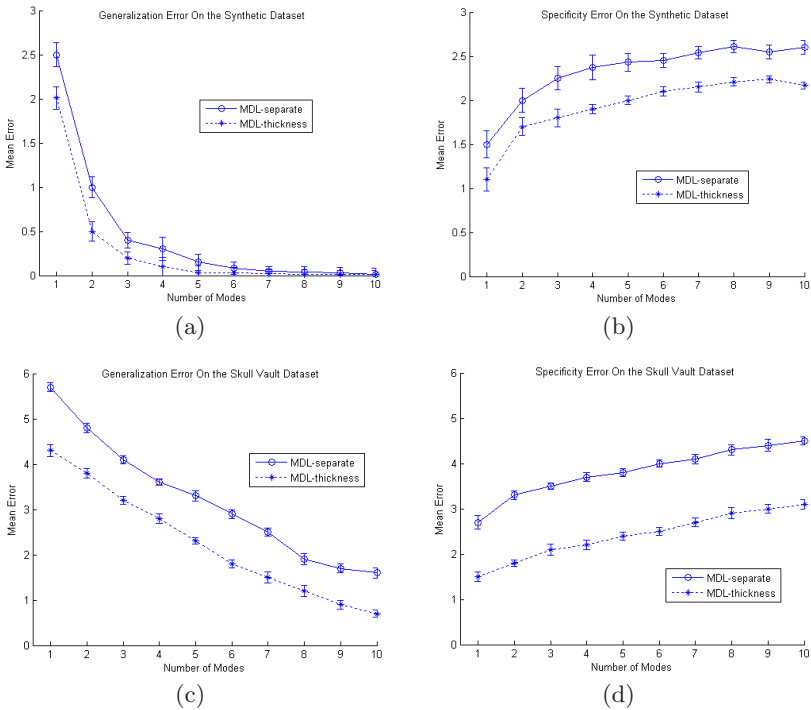 Generalization Error On the Synthetic Dataset
3
2.5
2
1.5
1
0.5
0
Mean Error
MDL-separate
MDL-thickness
1 2 3 4 5 6 7 8 9 10
Number of Modes
(a)
Specificity Error On the Synthetic Dataset
3
2.5
2
1.5
1
0.5
0
Mean Error
MDL-separate
MDL-thickness
1 2 3 4 5 6 7 8 9 10
Number of Modes
(b)
Generalization Error On the Skull Vault Dataset
6
5
4
3
2
1
0
Mean Error
MDL-separate
MDL-thickness
1 2 3 4 5 6 7 8 9 10
Number of Modes
(c)
Specificity Error On the Skull Vault Dataset
6
5
4
3
2
1
0
Mean Error
MDL-separate
MDL-thickness
1 2 3 4 5 6 7 8 9 10
Number of Modes
(d)